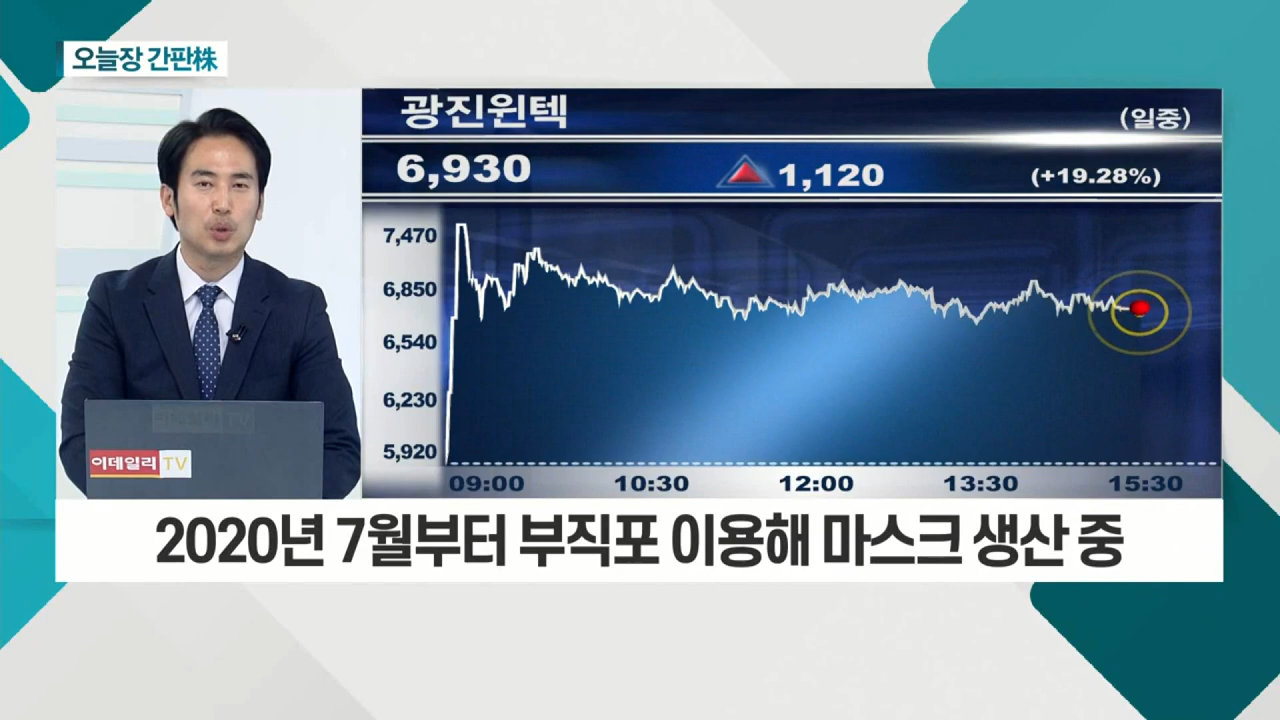 오늘장 간판株
광진윈텍
(일중)
6,930 ▲ 1,120 (+19.28%)
7,470
6,850
6,540
6,230
5,920
09:00 10:30 12:00 13:30 15:30
이데일리 TV
2020년 7월부터 부직포 이용해 마스크 생산 중